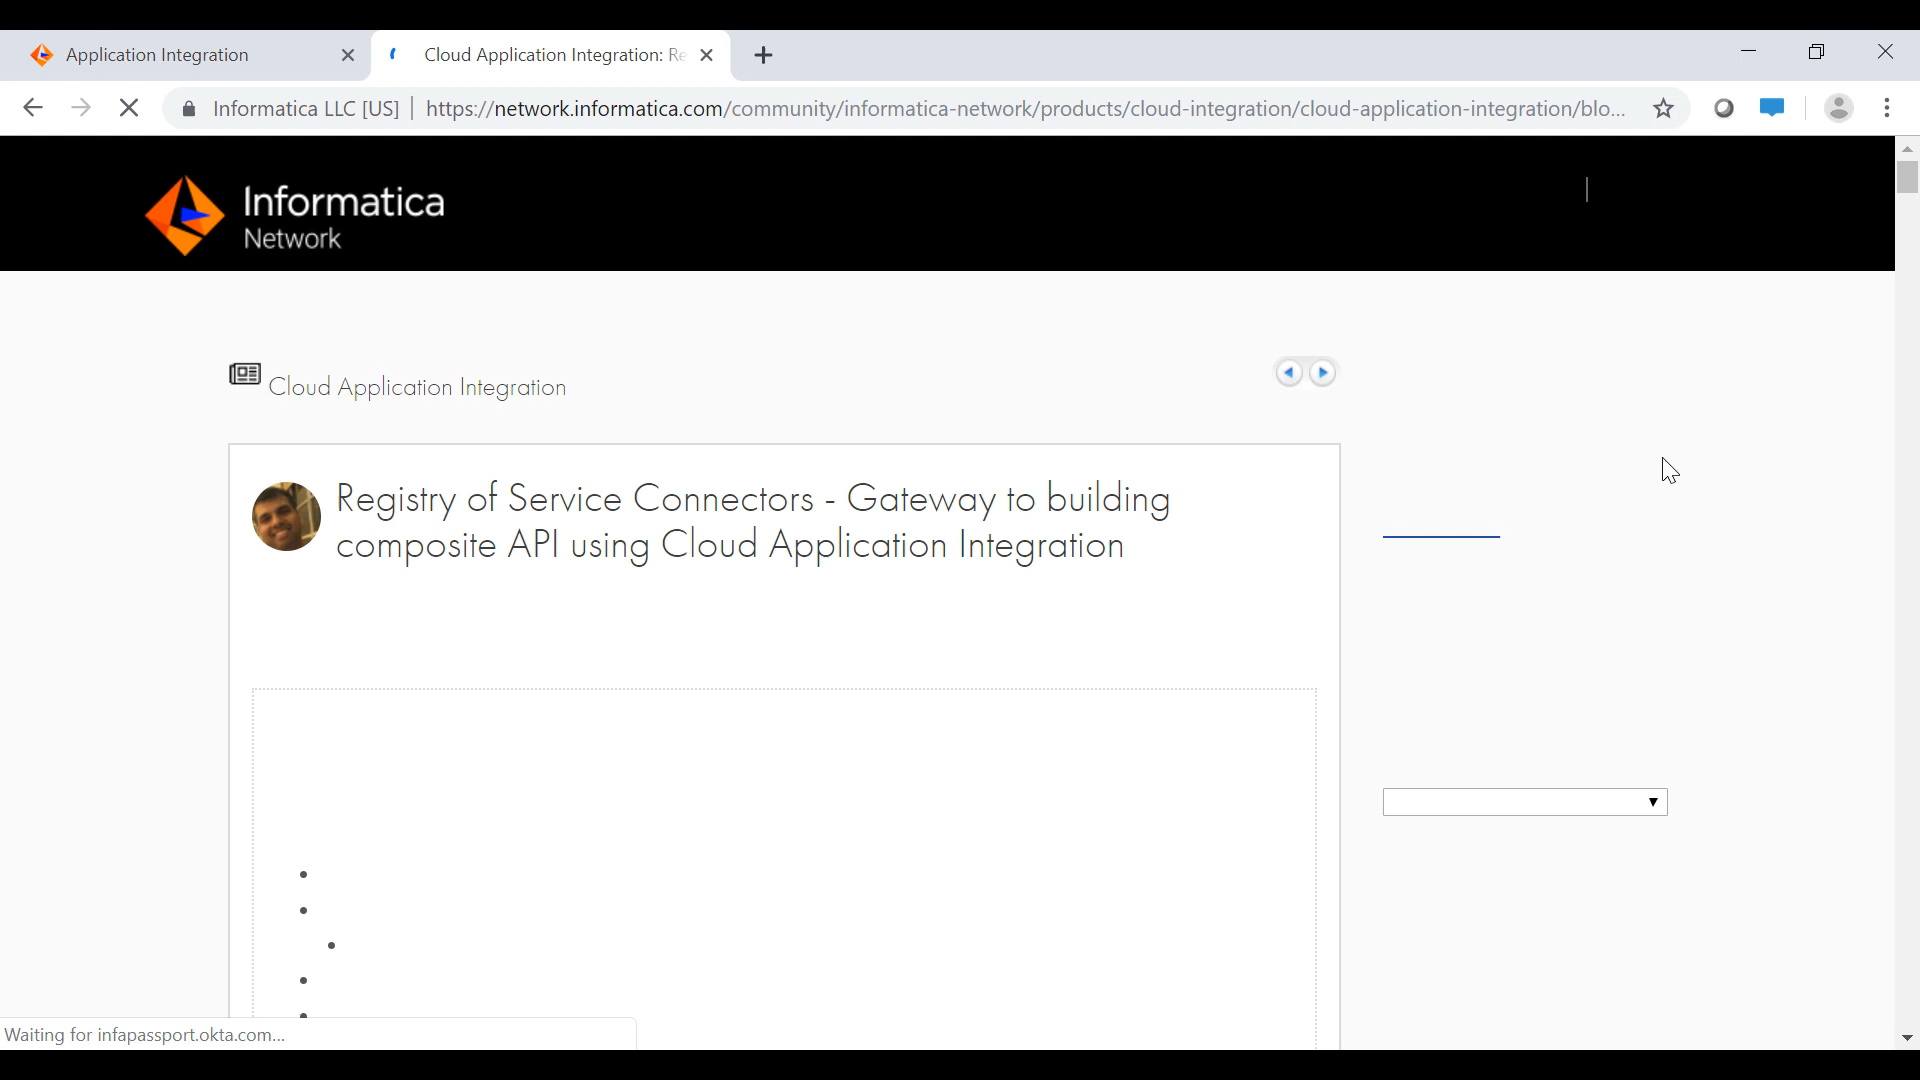 Application Integration
Cloud Application Integration: Re
Informatica LLC [US] https://network.informatica.com/community/informatica-network/products/cloud-integration/cloud-application-integration/blo...
Informatica
Network
Cloud Application Integration
Registry of Service Connectors - Gateway to building
composite API using Cloud Application Integration
Waiting for infapassport.okta.com...